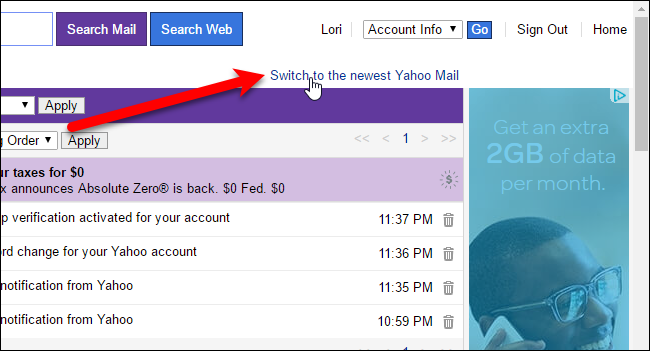 Search Mail Search Web Lori Account Info Go Sign Out Home
Switch to the newest Yahoo Mail
Apply
g Order Apply << < 1 > >>
ur taxes for $0
x announces Absolute Zero® is back. $0 Fed. $0
p verification activated for your account 11:37 PM
ord change for your Yahoo account 11:36 PM
notification from Yahoo 11:35 PM
notification from Yahoo 10:59 PM
Get an extra
2GB of data
per month.